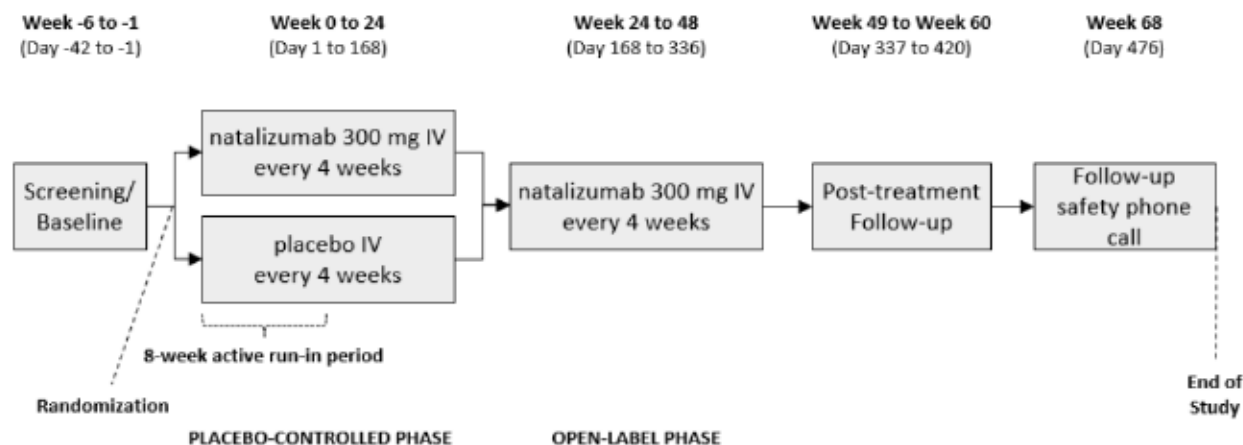 Week -6 to -1
(Day -42 to -1)
Week 0 to 24
(Day 1 to 168)
Week 24 to 48
(Day 168 to 336)
Week 49 to Week 60
(Day 337 to 420)
Week 68
(Day 476)
Screening/
Baseline
natalizumab 300 mg IV
every 4 weeks
placebo IV
every 4 weeks
natalizumab 300 mg IV
every 4 weeks
Post-treatment
Follow-up
Follow-up
safety phone
call
8-week active run-in period
Randomization
End of
Study
PLACEBO-CONTROLLED PHASE
OPEN-LABEL PHASE